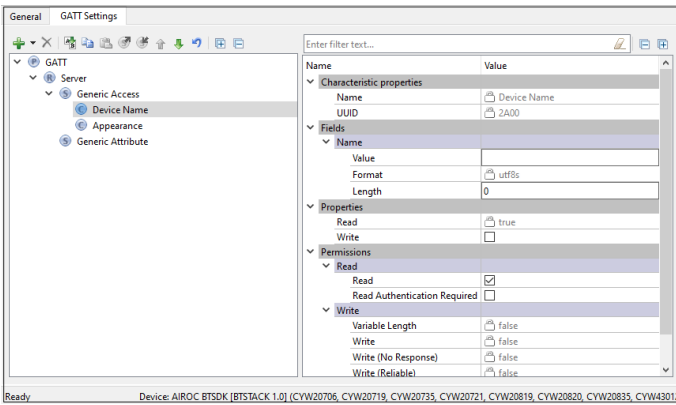 General GATT Settings
Enter filter text...
GATT
Server
Generic Access
Device Name
Appearance
Generic Attribute
Name Value
Characteristic properties
Name Device Name
UUID 2A00
Fields
Name
Value
Format utf8s
Length 0
Properties
Read true
Write
Permissions
Read
Read
Read Authentication Required
Write
Variable Length false
Write false
Write (No Response) false
Write (Reliable) false
Ready Device: AIROC BTSDK [BTSTACK 1.0] (CYW20706, CYW20719, CYW20735, CYW20721, CYW20819, CYW20820, CYW20835, CYW4301